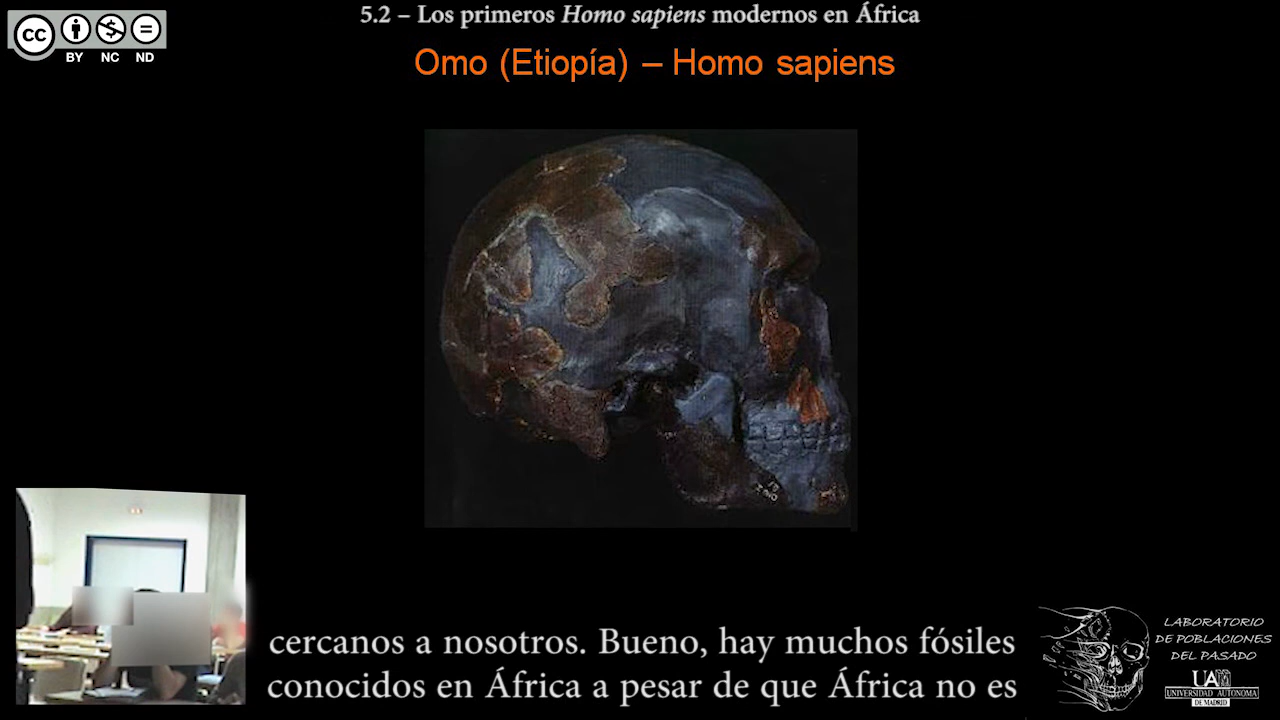 5.2 – Los primeros Homo sapiens modernos en África
cc
BY NC ND
Omo (Etiopía) – Homo sapiens
cercanos a nosotros. Bueno, hay muchos fósiles
conocidos en África a pesar de que África no es
LABORATORIO
DE POBLACIONES
DEL PASADO
UAM
UNIVERSIDAD AUTONOMA
DE MADRID